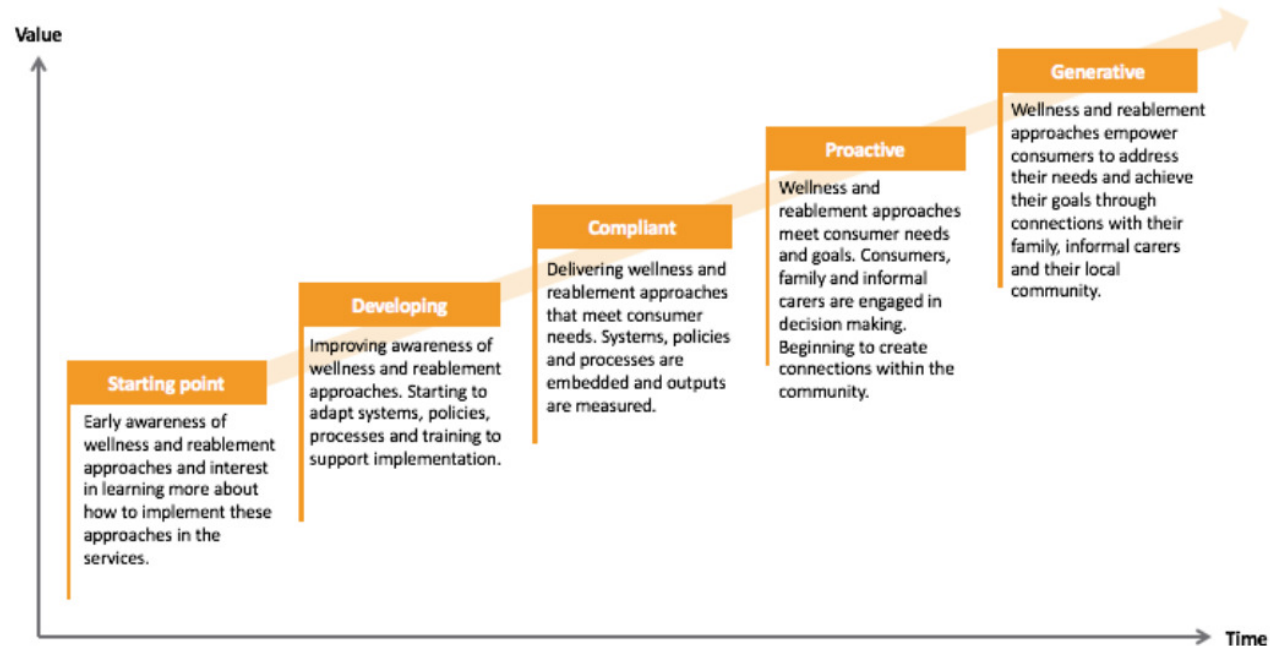 Value
Starting point
Early awareness of
wellness and reablement
approaches and interest
in learning more about
how to implement these
approaches in the
services.
Developing
Improving awareness of
wellness and reablement
approaches. Starting to
adapt systems, policies,
processes and training to
support implementation.
Compliant
Delivering wellness and
reablement approaches
that meet consumer
needs. Systems, policies
and processes are
embedded and outputs
are measured.
Proactive
Wellness and
reablement approaches
meet consumer needs
and goals. Consumers,
family and informal
carers are engaged in
decision making.
Beginning to create
connections within the
community.
Generative
Wellness and reablement
approaches empower
consumers to address
their needs and achieve
their goals through
connections with their
family, informal carers
and their local
community.
Time